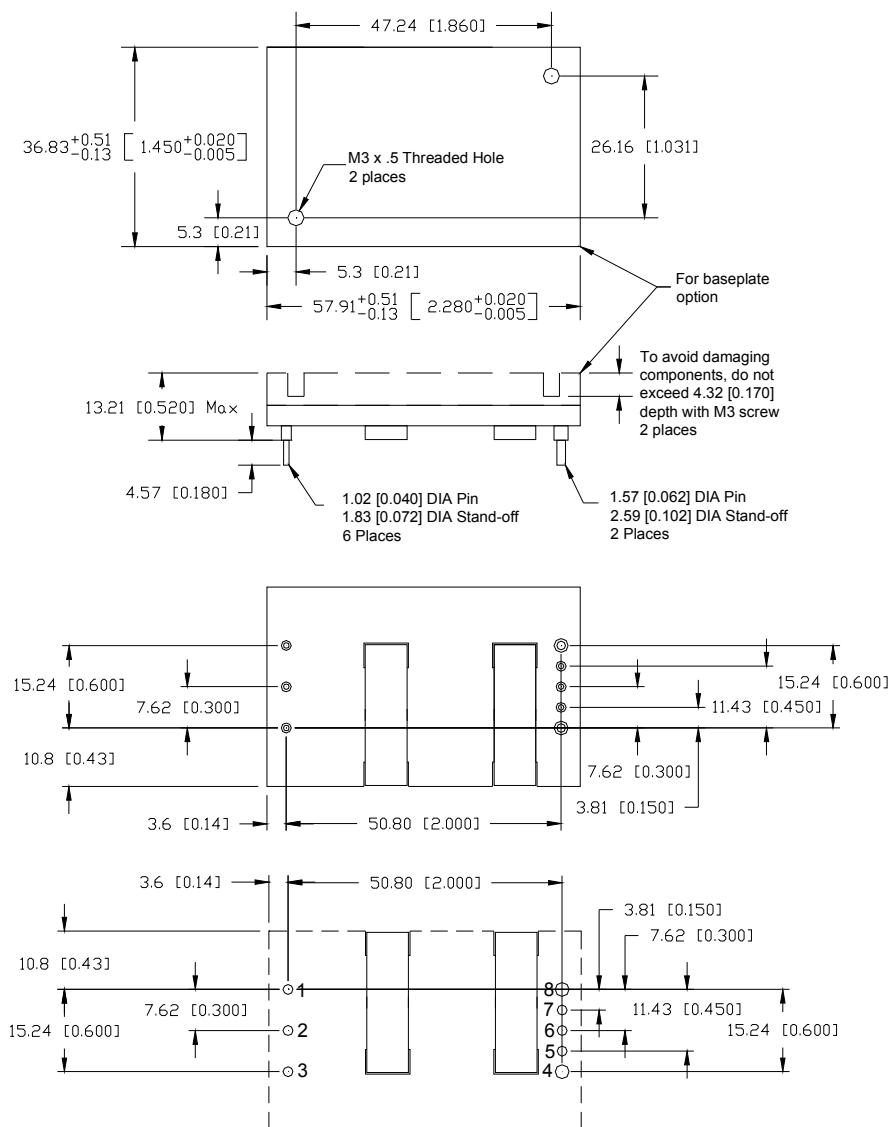 47.24 [1.860]
36.83 +0.51 -0.13 [ 1.450 +0.020 -0.005 ]
M3 x .5 Threaded Hole
2 places
26.16 [1.031]
5.3 [0.21]
5.3 [0.21]
57.91 +0.51 -0.13 [ 2.280 +0.020 -0.005 ]
For baseplate
option
13.21 [0.520] Max
To avoid damaging
components, do not
exceed 4.32 [0.170]
depth with M3 screw
2 places
4.57 [0.180]
1.02 [0.040] DIA Pin
1.83 [0.072] DIA Stand-off
6 Places
1.57 [0.062] DIA Pin
2.59 [0.102] DIA Stand-off
2 Places
15.24 [0.600]
7.62 [0.300]
10.8 [0.43]
15.24 [0.600]
11.43 [0.450]
7.62 [0.300]
3.81 [0.150]
3.6 [0.14]
50.80 [2.000]
3.6 [0.14]
50.80 [2.000]
3.81 [0.150]
7.62 [0.300]
10.8 [0.43]
7.62 [0.300]
15.24 [0.600]
1
2
3
8
7
6
5
4
11.43 [0.450]
15.24 [0.600]